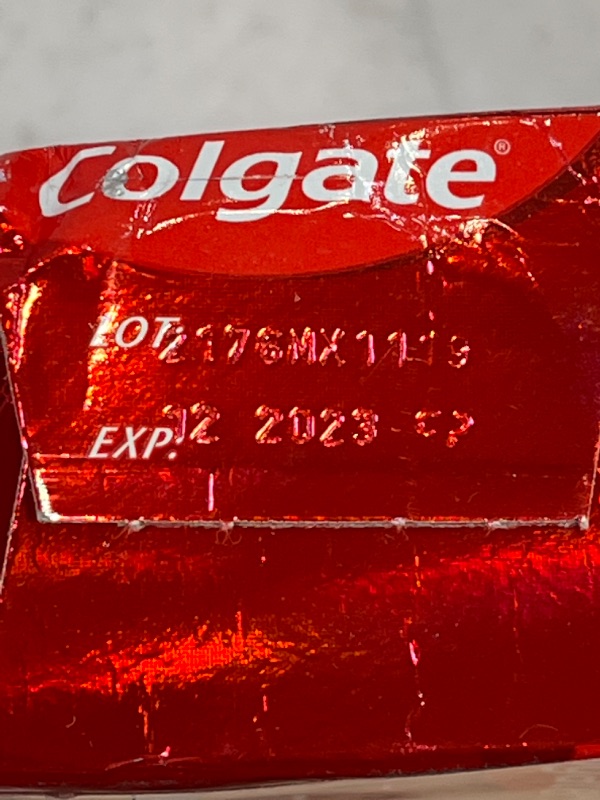 Colgate®
LOT. 2176MX1119
EXP. 12 2023